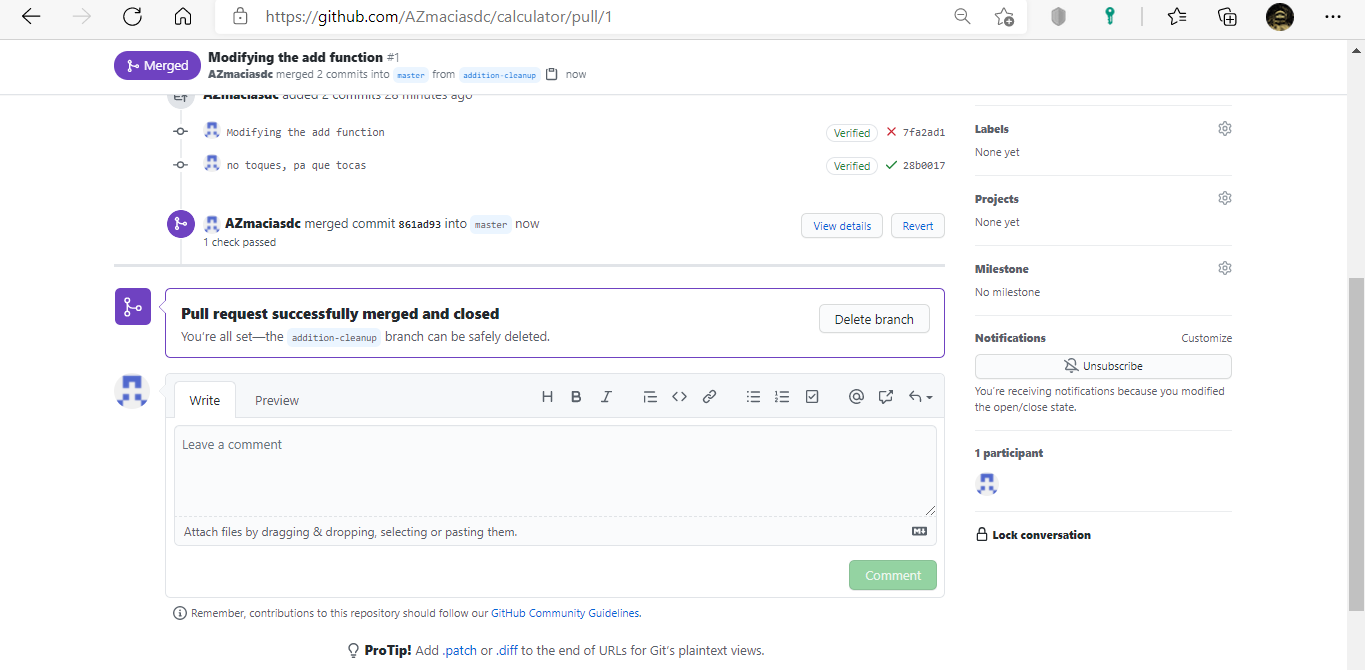 https://github.com/AZmaciasdc/calculator/pull/1
Merged
Modifying the add function #1
AZmaciasdc merged 2 commits into master from addition-cleanup now
AZmaciasdc added 2 commits 28 minutes ago
Modifying the add function Verified 7fa2ad1
no toques, pa que tocas Verified 28b0017
AZmaciasdc merged commit 861ad93 into master now
1 check passed
View details Revert
Pull request successfully merged and closed
You're all set—the addition-cleanup branch can be safely deleted.
Delete branch
Write Preview
Leave a comment
Attach files by dragging & dropping, selecting or pasting them.
Comment
Remember, contributions to this repository should follow our GitHub Community Guidelines.
ProTip! Add .patch or .diff to the end of URLs for Git's plaintext views.
Labels
None yet
Projects
None yet
Milestone
No milestone
Notifications Customize
Unsubscribe
You're receiving notifications because you modified
the open/close state.
1 participant
Lock conversation